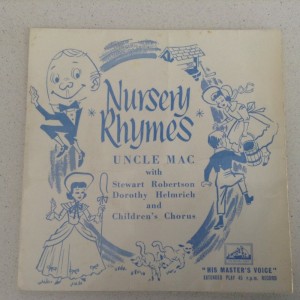 Nursery
* Rhymes *
UNCLE MAC
with
Stewart Robertson
Dorothy Helmrich
and
Children's Chorus
"HIS MASTER'S VOICE"
EXTENDED PLAY 45 r.p.m. RECORD